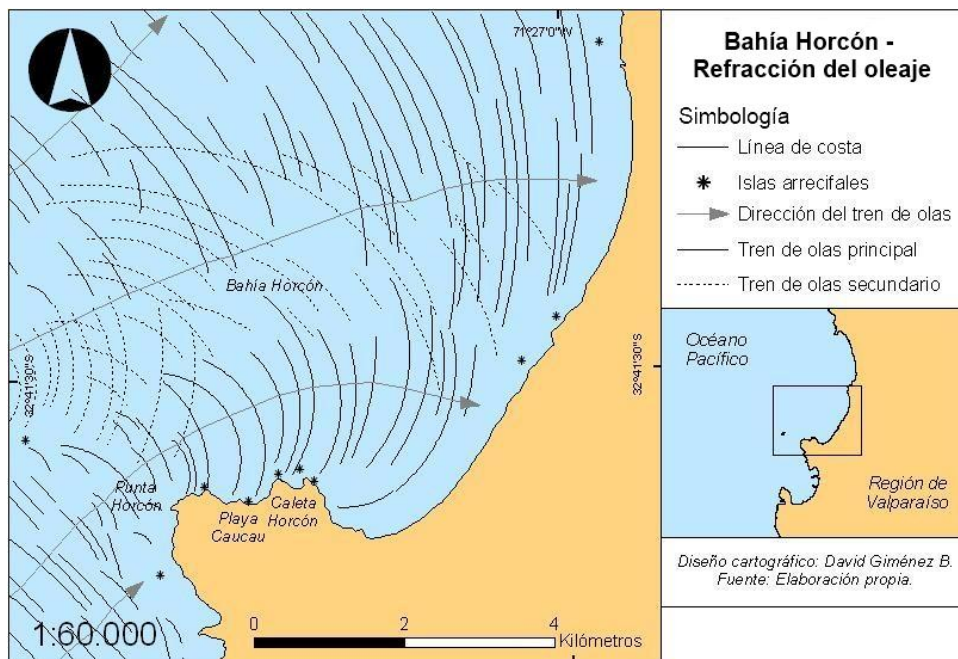 71°27'0"W
Bahía Horcón -
Refracción del oleaje
Simbología
Línea de costa
Islas arrecifales
Dirección del tren de olas
Tren de olas principal
Tren de olas secundario
Bahía Horcón
32°41'30"S
32°41'30"S
Océano
Pacífico
Región de
Valparaíso
Punta
Horcón
Playa
Caucau
Caleta
Horcón
Diseño cartográfico: David Giménez B.
Fuente: Elaboración propia.
1:60.000
0 2 4
Kilómetros